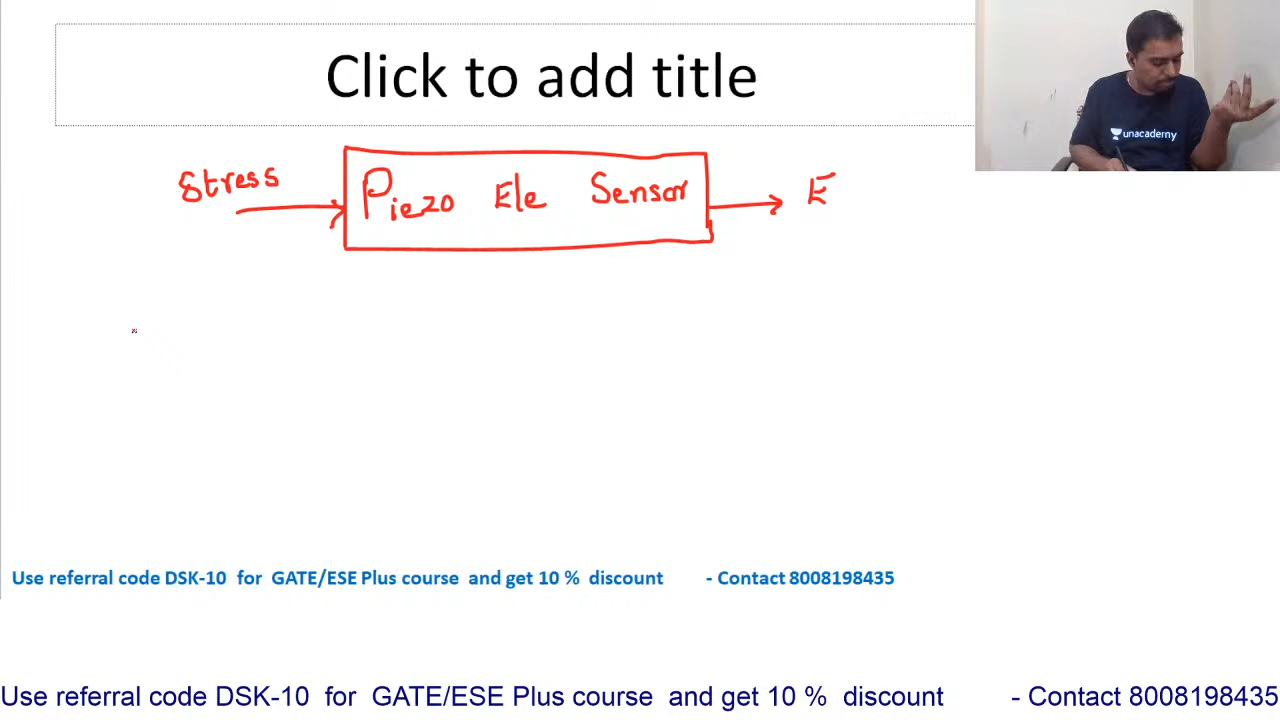 Click to add title
unacademy
Stress Piezo Ele Sensor E
Use referral code DSK-10 for GATE/ESE Plus course and get 10 % discount - Contact 8008198435
Use referral code DSK-10 for GATE/ESE Plus course and get 10 % discount - Contact 8008198435